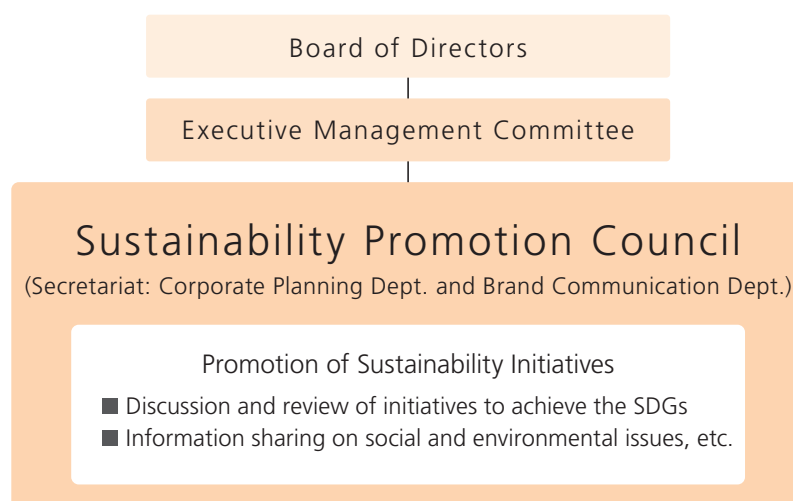 Board of Directors
Executive Management Committee
Sustainability Promotion Council
(Secretariat: Corporate Planning Dept. and Brand Communication Dept.)
Promotion of Sustainability Initiatives
■ Discussion and review of initiatives to achieve the SDGs
■ Information sharing on social and environmental issues, etc.